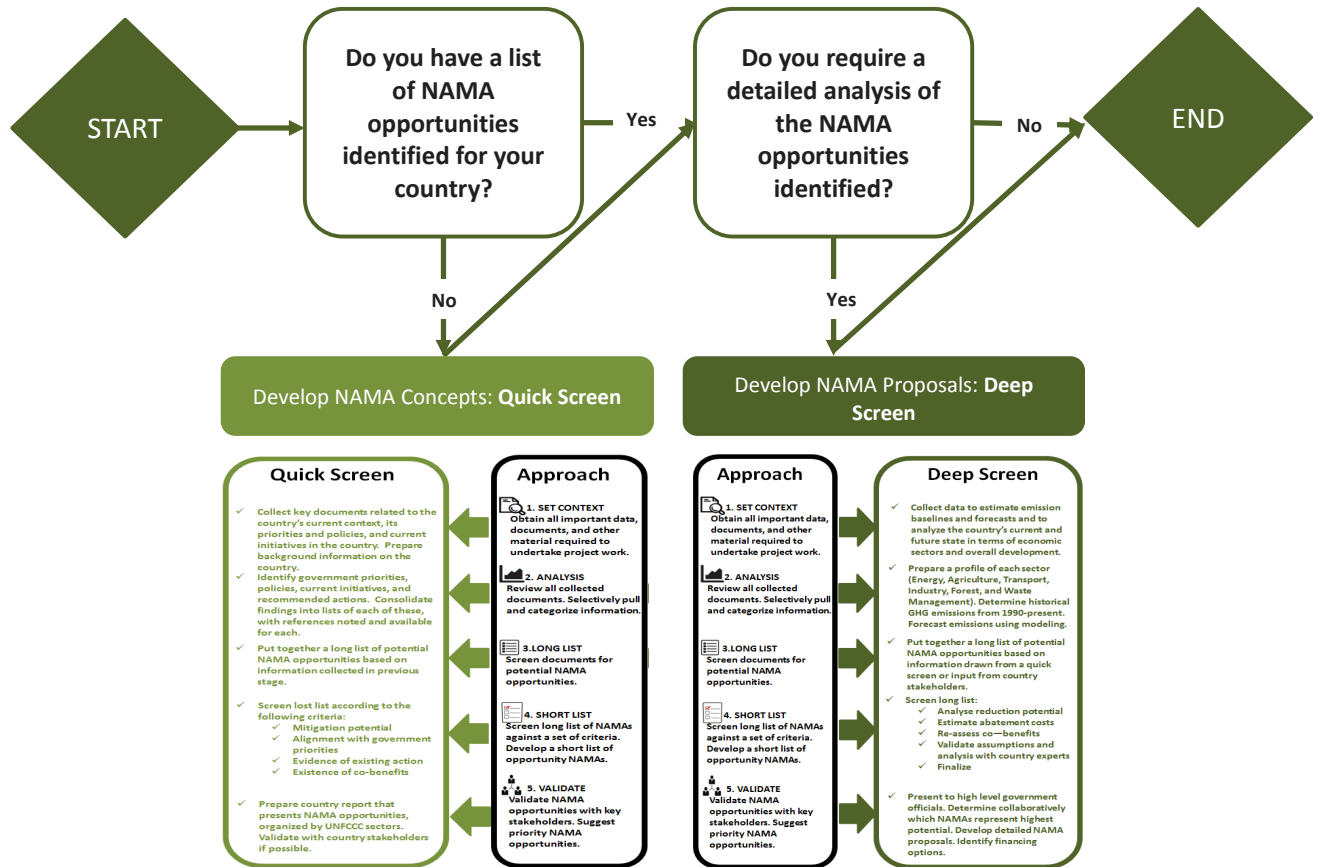 START
Do you have a list
of NAMA
opportunities
identified for your
country?
Yes
Do you require a
detailed analysis of
the NAMA
opportunities
identified?
No
END
No
Yes
Develop NAMA Concepts: Quick Screen
Develop NAMA Proposals: Deep
Screen
Quick Screen
✓ Collect key documents related to the
country's current context, its
priorities and policies, and current
initiatives in the country. Prepare
background information on the
country.
✓ Identify government priorities,
policies, current initiatives, and
recommended actions. Consolidate
findings into lists of each of these,
with references noted and available
for each.
✓ Put together a long list of potential
NAMA opportunities based on
information collected in previous
stage.
✓ Screen lost list according to the
following criteria:
✓ Mitigation potential
✓ Alignment with government
priorities
✓ Evidence of existing action
✓ Existence of co-benefits
✓ Prepare country report that
presents NAMA opportunities,
organized by UNFCCC sectors.
Validate with country stakeholders
if possible.
Approach
1. SET CONTEXT
Obtain all important data,
documents, and other
material required to
undertake project work.
2. ANALYSIS
Review all collected
documents. Selectively pull
and categorize information.
3.LONG LIST
Screen documents for
potential NAMA
opportunities.
4. SHORT LIST
Screen long list of NAMAs
against a set of criteria.
Develop a short list of
opportunity NAMAs.
5. VALIDATE
Validate NAMA
opportunities with key
stakeholders. Suggest
priority NAMA
opportunities.
Approach
1. SET CONTEXT
Obtain all important data,
documents, and other
material required to
undertake project work.
2. ANALYSIS
Review all collected
documents. Selectively pull
and categorize information.
3.LONG LIST
Screen documents for
potential NAMA
opportunities.
4. SHORT LIST
Screen long list of NAMAs
against a set of criteria.
Develop a short list of
opportunity NAMAs.
5. VALIDATE
Validate NAMA
opportunities with key
stakeholders. Suggest
priority NAMA
opportunities.
Deep Screen
✓ Collect data to estimate emission
baselines and forecasts and to
analyze the country's current and
future state in terms of economic
sectors and overall development.
✓ Prepare a profile of each sector
(Energy, Agriculture, Transport,
Industry, Forest, and Waste
Management). Determine historical
GHG emissions from 1990-present.
Forecast emissions using modeling.
✓ Put together a long list of potential
NAMA opportunities based on
information drawn from a quick
screen or input from country
stakeholders.
✓ Screen long list:
✓ Analyse reduction potential
✓ Estimate abatement costs
✓ Re-assess co—benefits
✓ Validate assumptions and
analysis with country experts
✓ Finalize
✓ Present to high level government
officials. Determine collaboratively
which NAMAs represent highest
potential. Develop detailed NAMA
proposals. Identify financing
options.